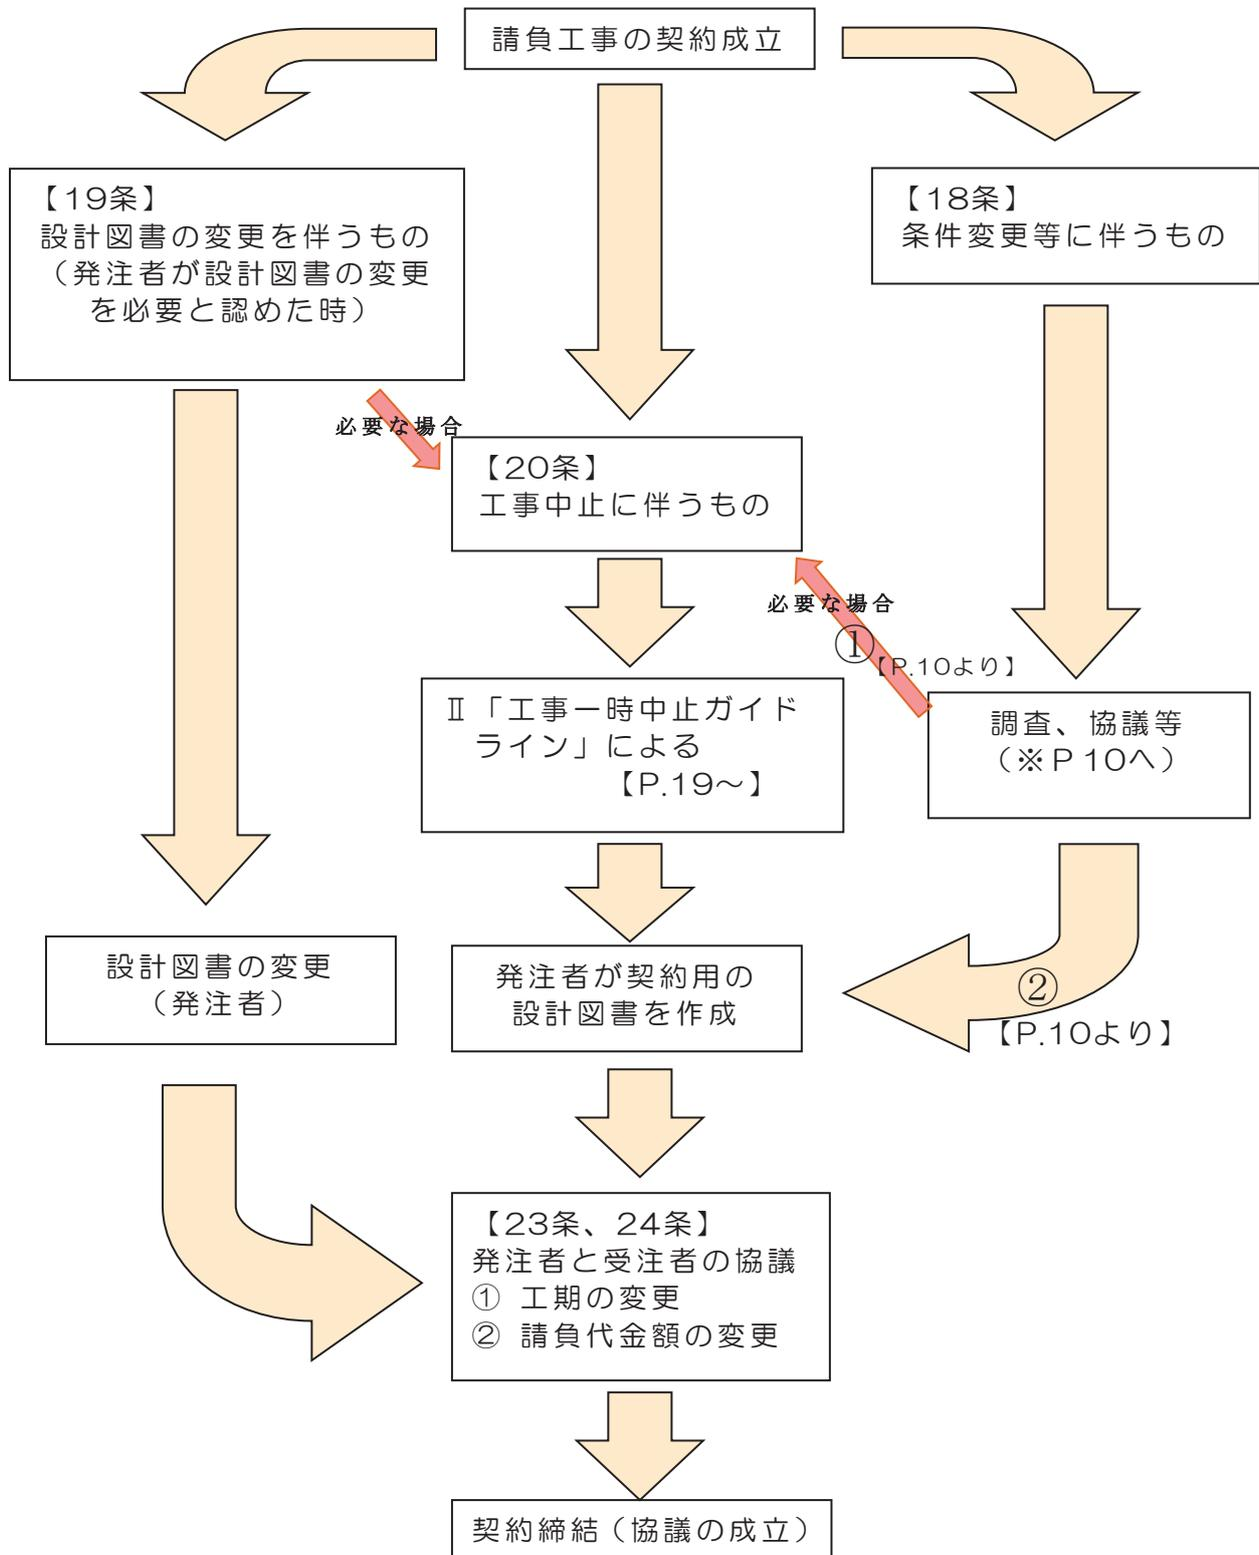 請負工事の契約成立
【19条】
設計図書の変更を伴うもの
（発注者が設計図書の変更
を必要と認めた時）
【18条】
条件変更等に伴うもの
必要な場合
【20条】
工事中止に伴うもの
必要な場合
①
【P.10より】
Ⅱ「工事一時中止ガイド
ライン」による
【P.19～】
調査、協議等
（※P 10へ）
設計図書の変更
（発注者）
発注者が契約用の
設計図書を作成
②
【P.10より】
【23条、24条】
発注者と受注者の協議
① 工期の変更
② 請負代金額の変更
契約締結（協議の成立）